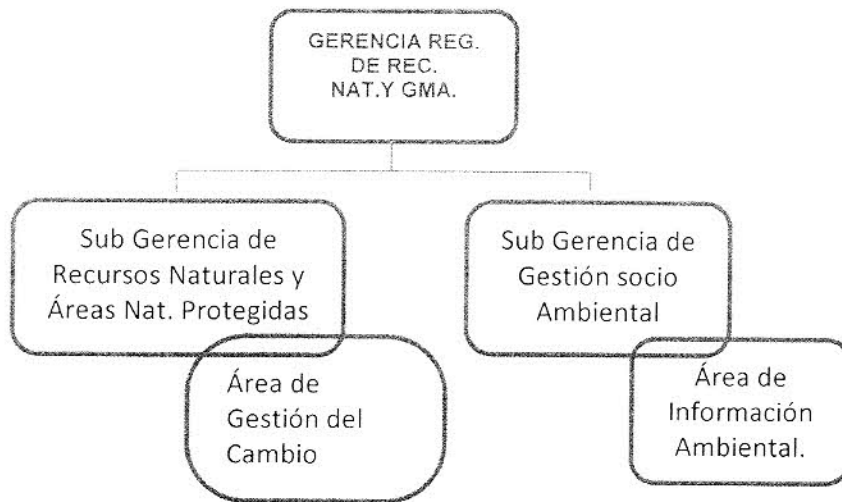 GERENCIA REG.
DE REC.
NAT.Y GMA.
Sub Gerencia de
Recursos Naturales y
Áreas Nat. Protegidas
Sub Gerencia de
Gestión socio
Ambiental
Área de
Gestión del
Cambio
Área de
Información
Ambiental.